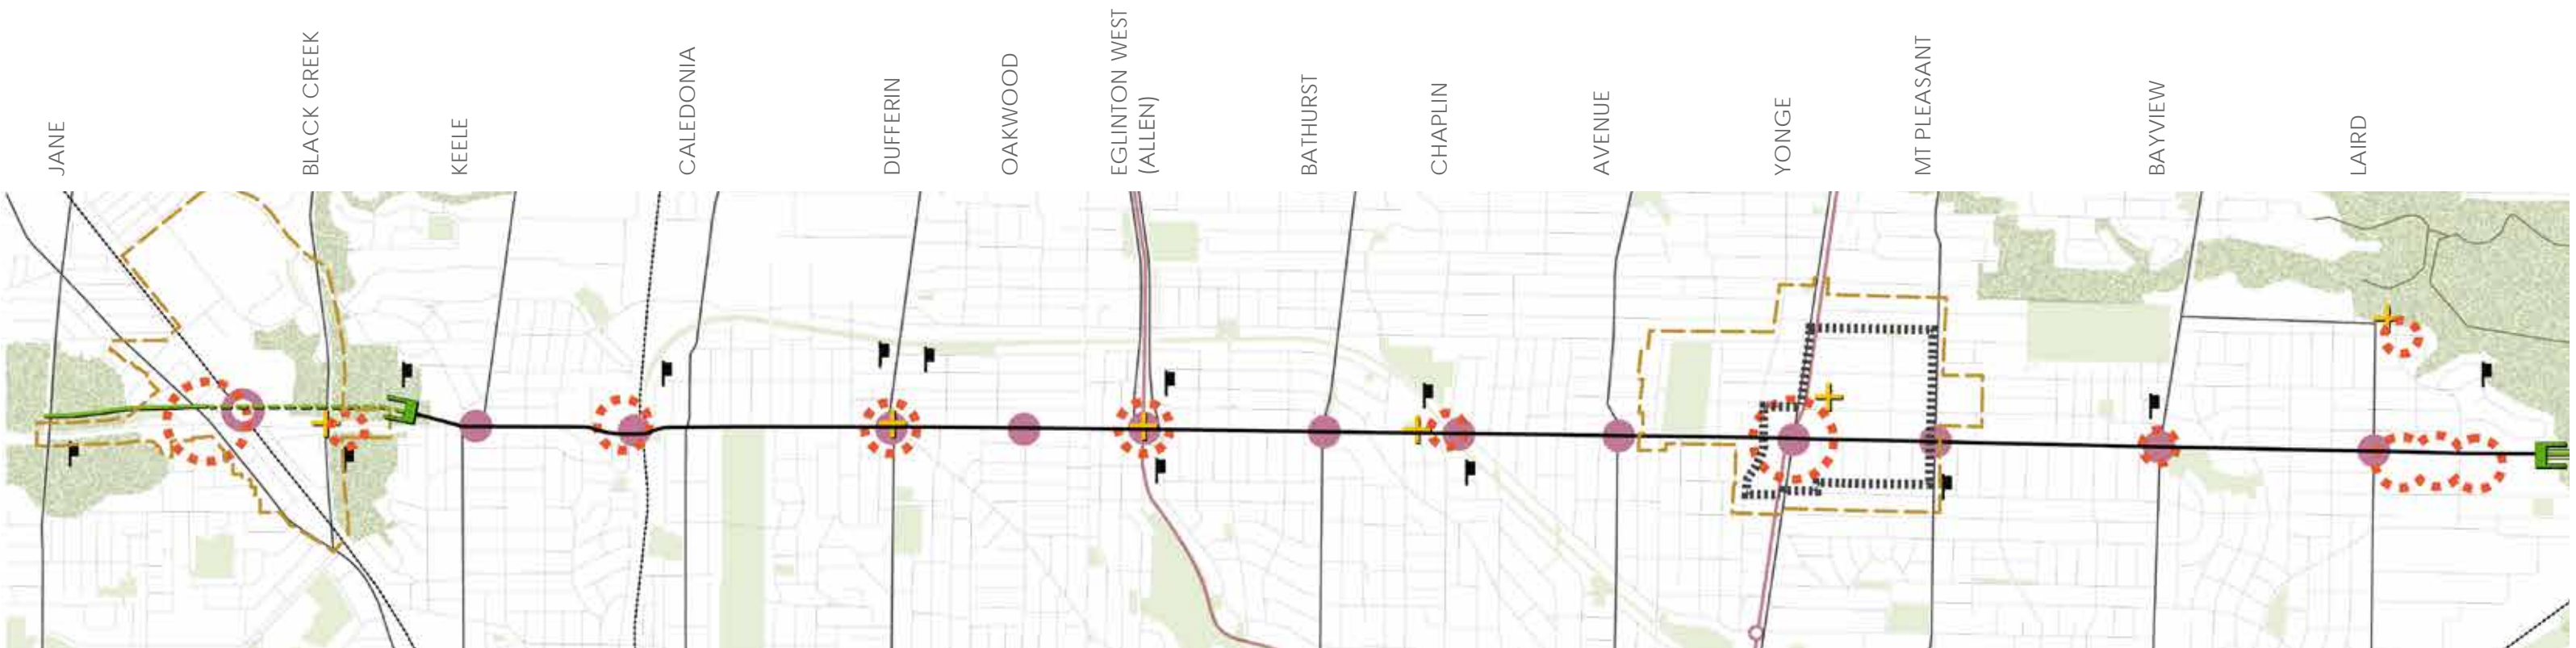 JANE
BLACK CREEK
KEELE
CALEDONIA
DUFFERIN
OAKWOOD
EGLINTON WEST
(ALLEN)
BATHURST
CHAPLIN
AVENUE
YONGE
MT PLEASANT
BAYVIEW
LAIRD